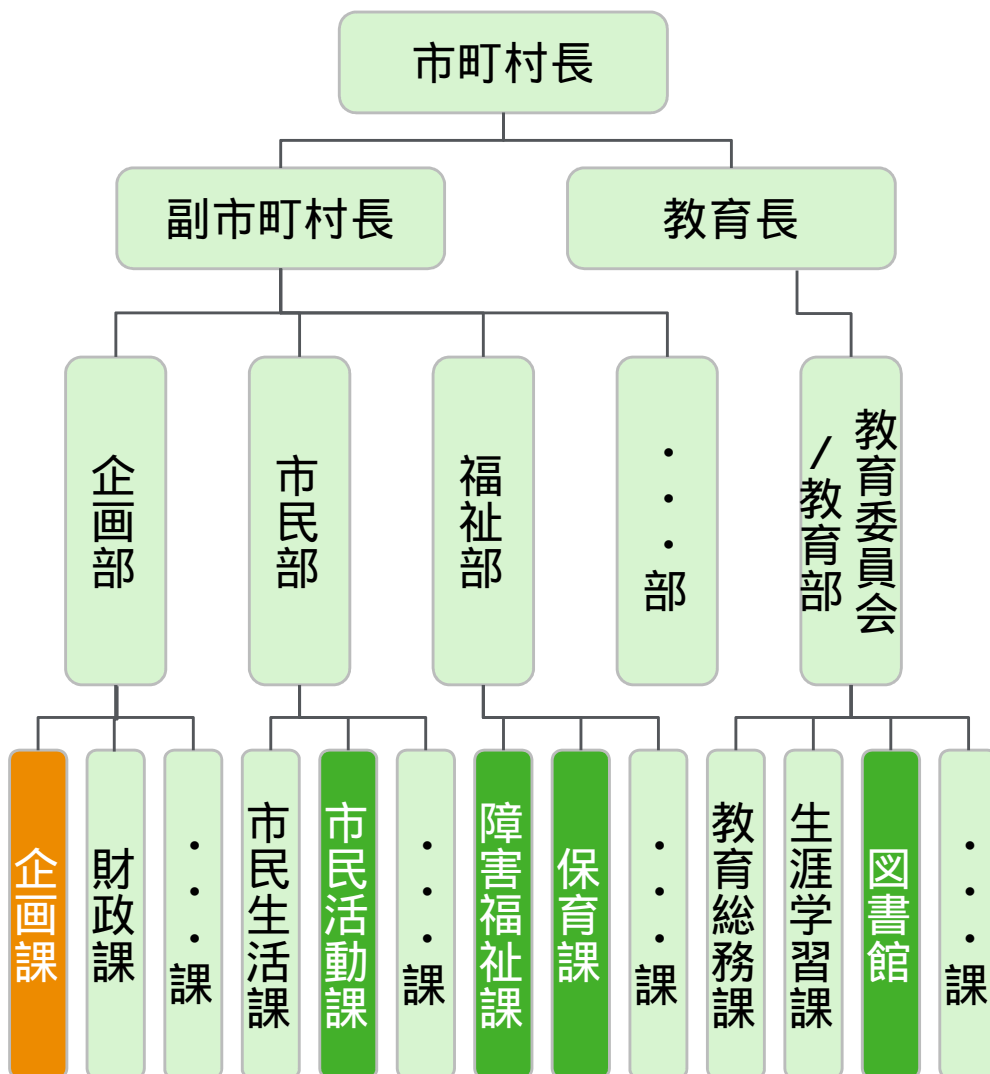 市町村長
副市町村長
教育長
企画部
市民部
福祉部
・・・部
教育委員会
/教育部
企画課
財政課
・・・課
市民生活課
市民活動課
・・・課
障害福祉課
保育課
・・・課
教育総務課
生涯学習課
図書館
・・・課